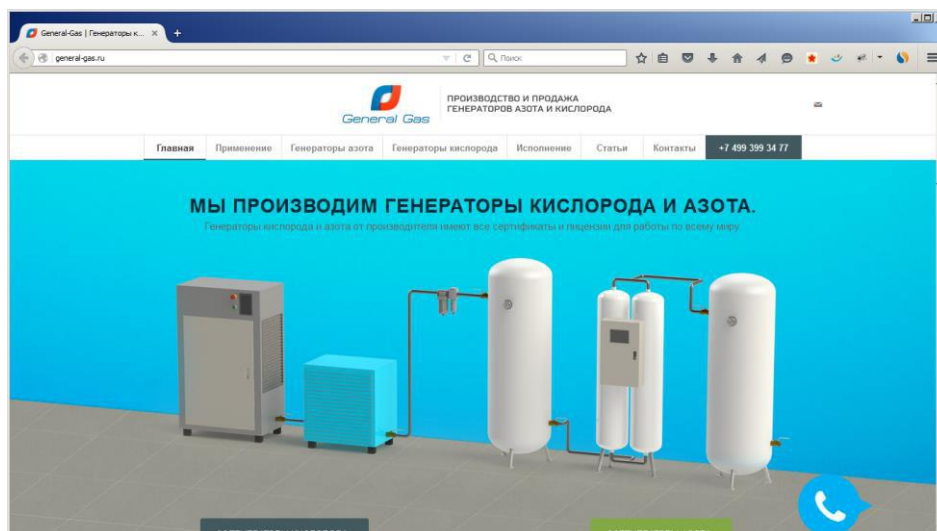 General-Gas | Генераторы к...
general-gas.ru
Поиск
General Gas
ПРОИЗВОДСТВО И ПРОДАЖА
ГЕНЕРАТОРОВ АЗОТА И КИСЛОРОДА
Главная Применение Генераторы азота Генераторы кислорода Исполнение Статьи Контакты +7 499 399 34 77
МЫ ПРОИЗВОДИМ ГЕНЕРАТОРЫ КИСЛОРОДА И АЗОТА.
Генераторы кислорода и азота от производителя имеют все сертификаты и лицензии для работы по всему миру